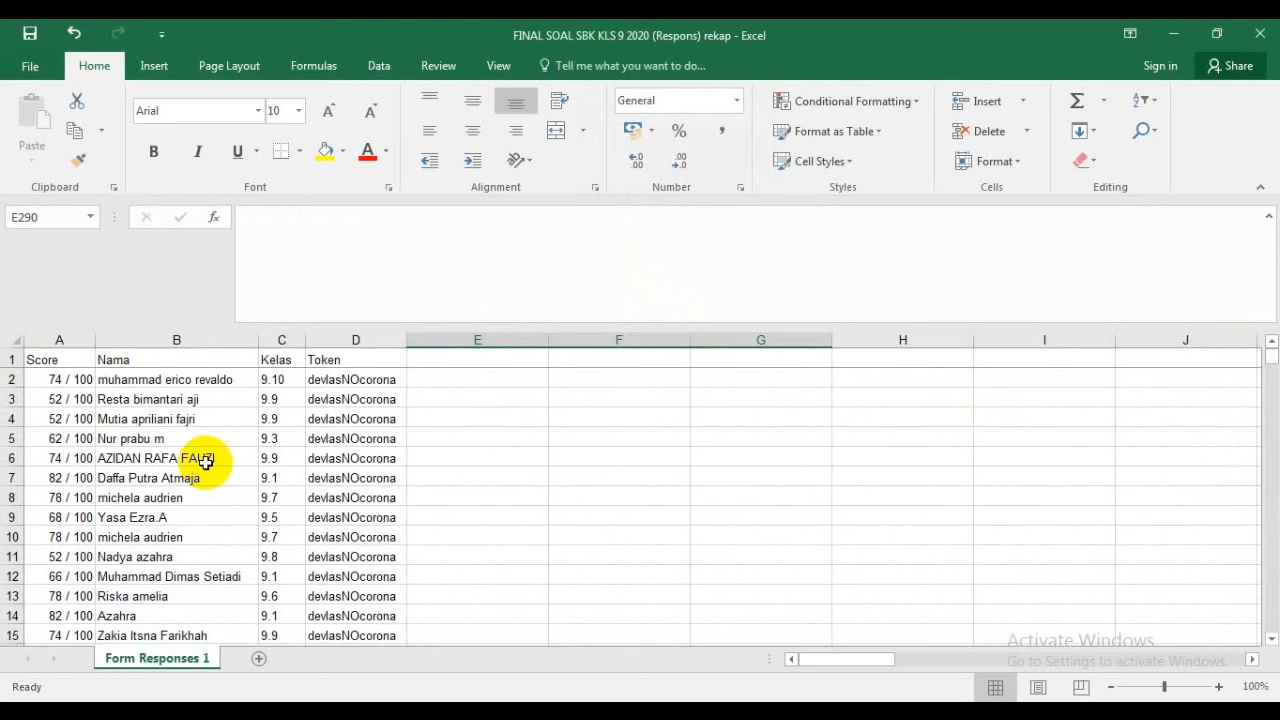 FINAL SOAL SBK KLS 9 2020 (Respons) rekap - Excel
File Home Insert Page Layout Formulas Data Review View Tell me what you want to do... Sign in Share
Paste
Arial 10
B I U A
General
% ,
Conditional Formatting
Format as Table
Cell Styles
Insert
Delete
Format
Clipboard Font Alignment Number Styles Cells Editing
E290 fx
A B C D E F G H I J
1 Score Nama Kelas Token
2 74 / 100 muhammad erico revaldo 9.10 devlasNOcorona
3 52 / 100 Resta bimantari aji 9.9 devlasNOcorona
4 52 / 100 Mutia apriliani fajri 9.9 devlasNOcorona
5 62 / 100 Nur prabu m 9.3 devlasNOcorona
6 74 / 100 AZIDAN RAFA FAUZI 9.9 devlasNOcorona
7 82 / 100 Daffa Putra Atmaja 9.1 devlasNOcorona
8 78 / 100 michela audrien 9.7 devlasNOcorona
9 68 / 100 Yasa Ezra.A 9.5 devlasNOcorona
10 78 / 100 michela audrien 9.7 devlasNOcorona
11 52 / 100 Nadya azahra 9.8 devlasNOcorona
12 66 / 100 Muhammad Dimas Setiadi 9.1 devlasNOcorona
13 78 / 100 Riska amelia 9.6 devlasNOcorona
14 82 / 100 Azahra 9.1 devlasNOcorona
15 74 / 100 Zakia Itsna Farikhah 9.9 devlasNOcorona
Activate Windows
Go to Settings to activate Windows.
Form Responses 1
Ready 100%